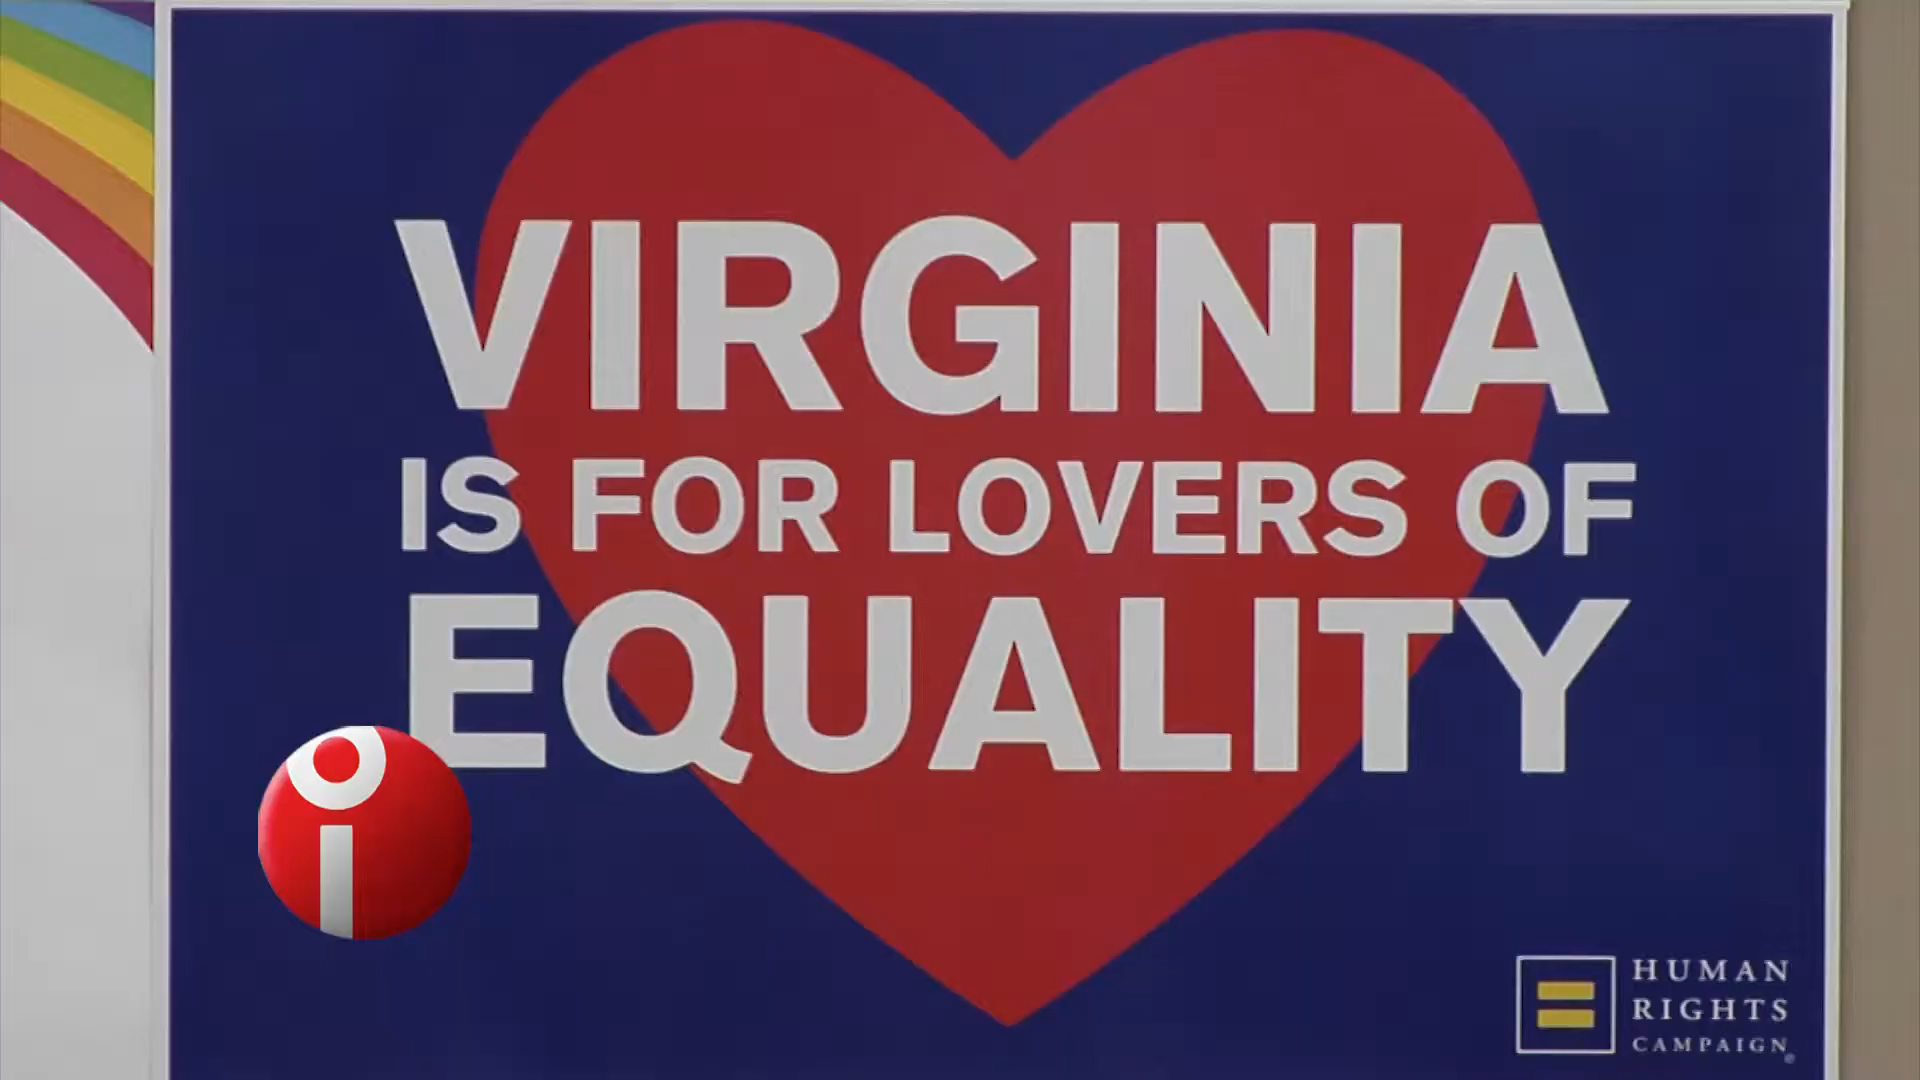 VIRGINIA
IS FOR LOVERS OF
EQUALITY
i
HUMAN
RIGHTS
CAMPAIGN®